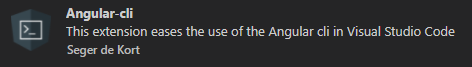 Angular-cli
This extension eases the use of the Angular cli in Visual Studio Code
Seger de Kort